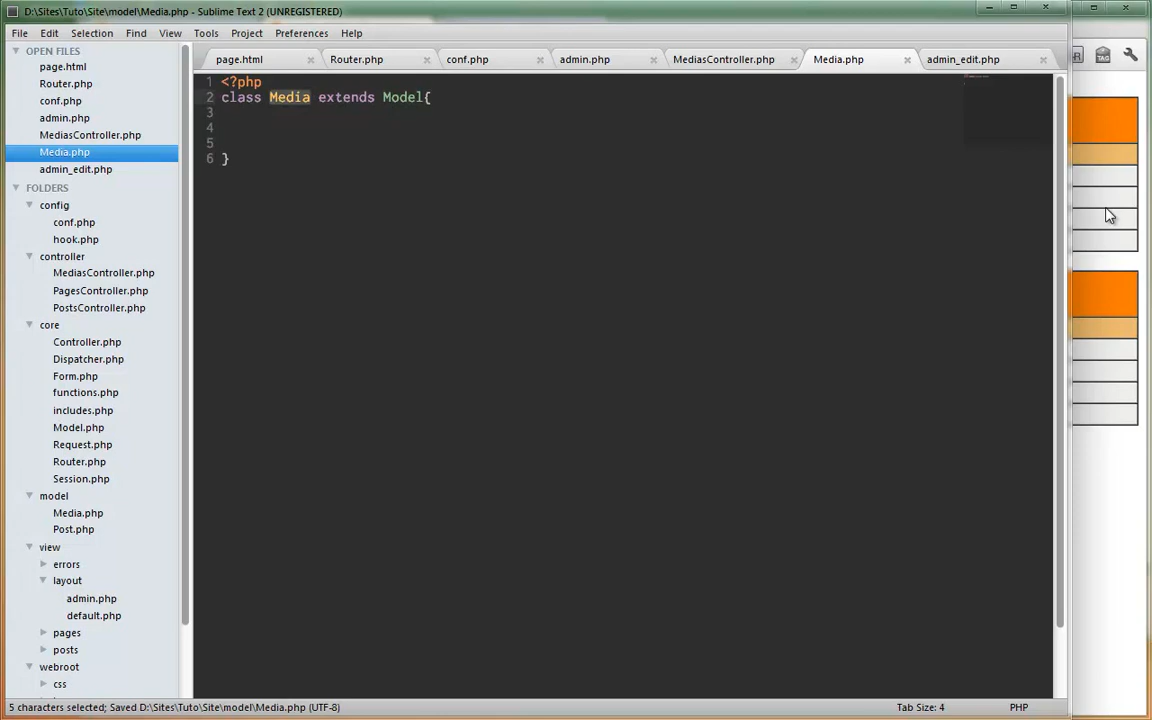 D:\Sites\Tuto\Site\model\Media.php - Sublime Text 2 (UNREGISTERED)
File Edit Selection Find View Tools Project Preferences Help
OPEN FILES
page.html
Router.php
conf.php
admin.php
MediasController.php
Media.php
admin_edit.php
FOLDERS
config
conf.php
hook.php
controller
MediasController.php
PagesController.php
PostsController.php
core
Controller.php
Dispatcher.php
Form.php
functions.php
includes.php
Model.php
Request.php
Router.php
Session.php
model
Media.php
Post.php
view
errors
layout
admin.php
default.php
pages
posts
webroot
css
page.html Router.php conf.php admin.php MediasController.php Media.php admin_edit.php
1 <?php
2 class Media extends Model{
3
4
5
6 }
5 characters selected; Saved D:\Sites\Tuto\Site\model\Media.php (UTF-8) Tab Size: 4 PHP